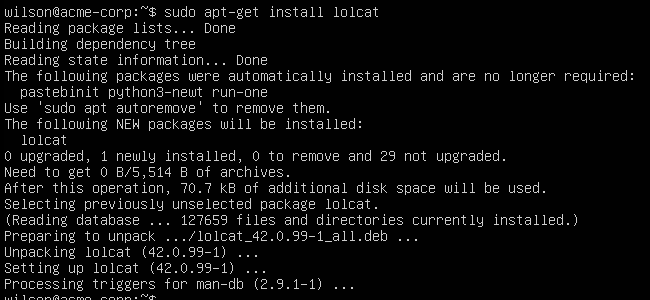 wilson@acme-corp:~$ sudo apt-get install lolcat
Reading package lists... Done
Building dependency tree
Reading state information... Done
The following packages were automatically installed and are no longer required:
  pastebinit python3-newt run-one
Use 'sudo apt autoremove' to remove them.
The following NEW packages will be installed:
  lolcat
0 upgraded, 1 newly installed, 0 to remove and 29 not upgraded.
Need to get 0 B/5,514 B of archives.
After this operation, 70.7 kB of additional disk space will be used.
Selecting previously unselected package lolcat.
(Reading database ... 127659 files and directories currently installed.)
Preparing to unpack .../lolcat_42.0.99-1_all.deb ...
Unpacking lolcat (42.0.99-1) ...
Setting up lolcat (42.0.99-1) ...
Processing triggers for man-db (2.9.1-1) ...
wilson@acme-corp:~$